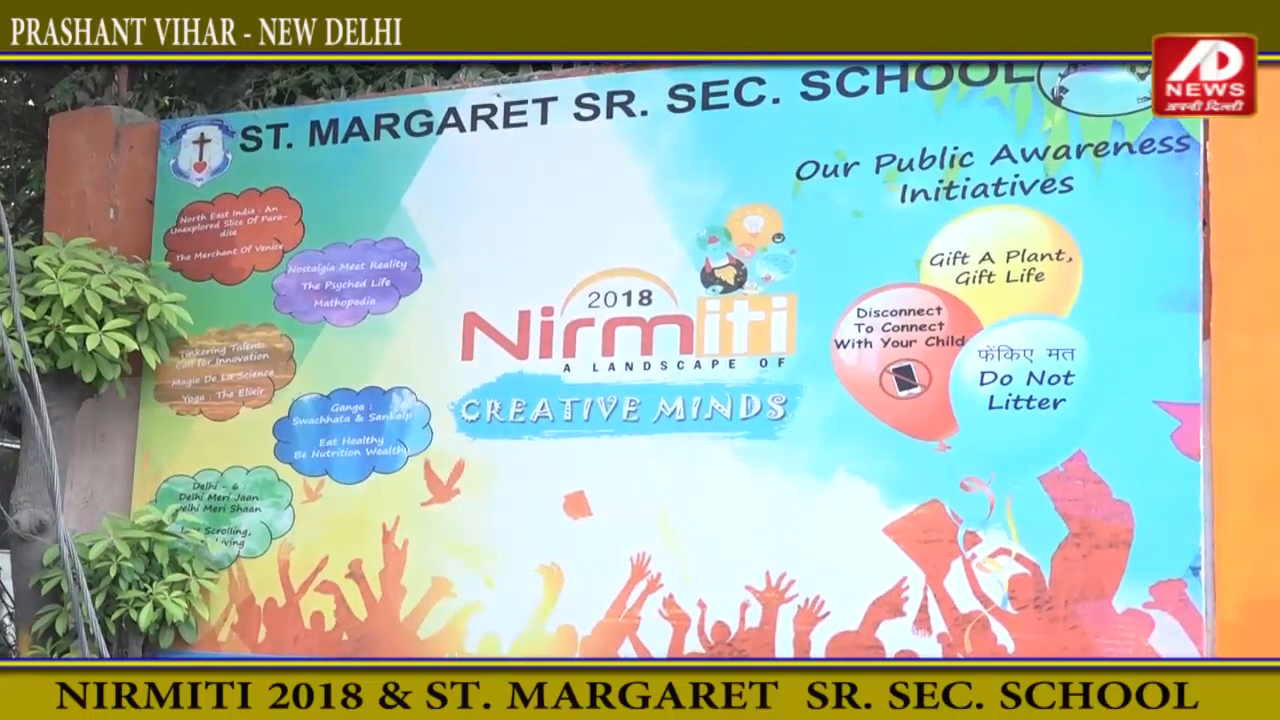 PRASHANT VIHAR - NEW DELHI
AD
NEWS
अपनी दिल्ली
ST. MARGARET SR. SEC. SCHOOL
Our Public Awareness
Initiatives
North East India : An
Unexplored Slice Of Para-
dise
The Merchant Of Venice
Nostalgia Meet Reality
The Psyched Life
Mathopedia
Tinkering Talent:
Call for Innovation
Magie De La Science
Yoga : The Elixir
Ganga :
Swachhata & Sankalp
Eat Healthy
Be Nutrition Wealthy
Delhi - 6 :
Delhi Meri Jaan
Delhi Meri Shaan
Scrolling,
2018
Nirmiti
A LANDSCAPE OF
CREATIVE MINDS
Gift A Plant,
Gift Life
Disconnect
To Connect
With Your Child
फेंकिए मत
Do Not
Litter
NIRMITI 2018 & ST. MARGARET SR. SEC. SCHOOL